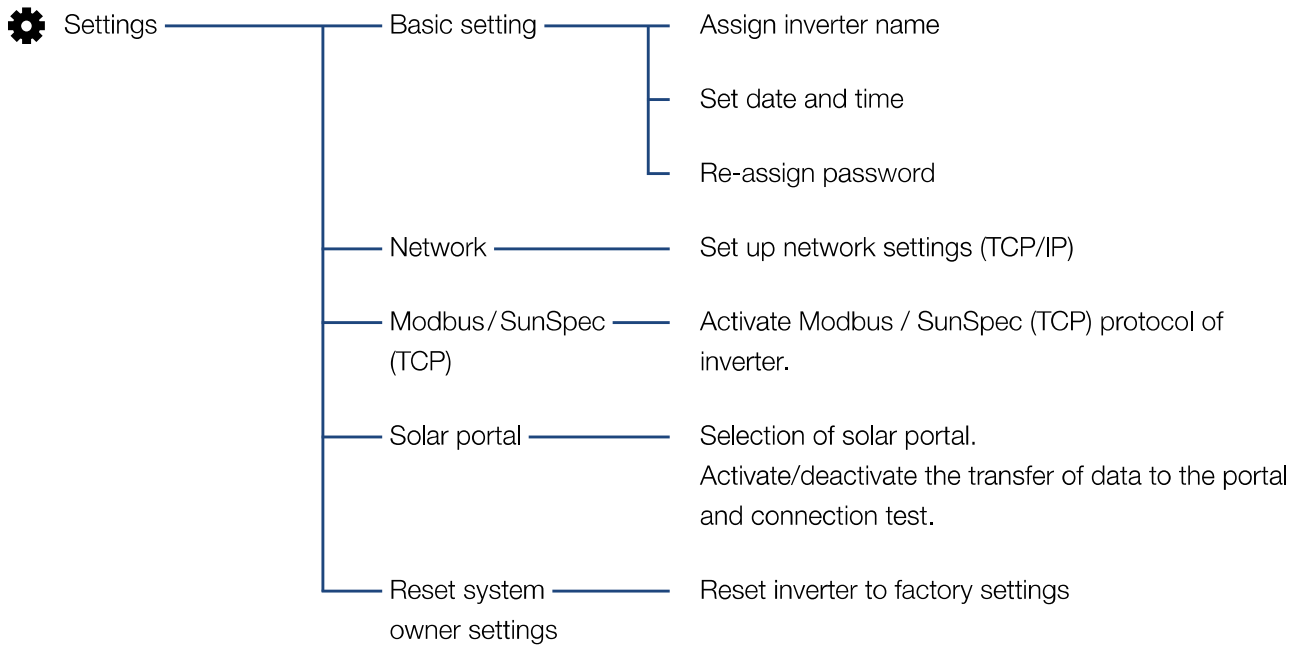 Settings
Basic setting
Assign inverter name
Set date and time
Re-assign password
Network
Set up network settings (TCP/IP)
Modbus / SunSpec
(TCP)
Activate Modbus / SunSpec (TCP) protocol of
inverter.
Solar portal
Selection of solar portal.
Activate/deactivate the transfer of data to the portal
and connection test.
Reset system
owner settings
Reset inverter to factory settings